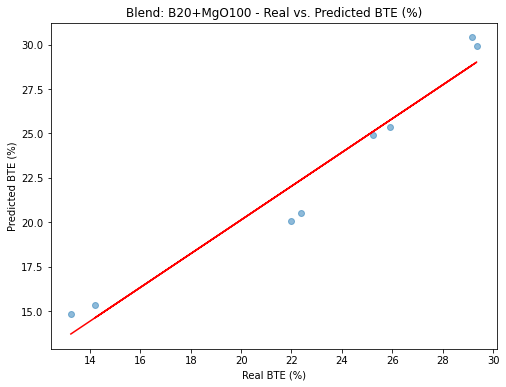 Blend: B20+MgO100 - Real vs. Predicted BTE (%)
Predicted BTE (%)
30.0
27.5
25.0
22.5
20.0
17.5
15.0
14 16 18 20 22 24 26 28 30
Real BTE (%)